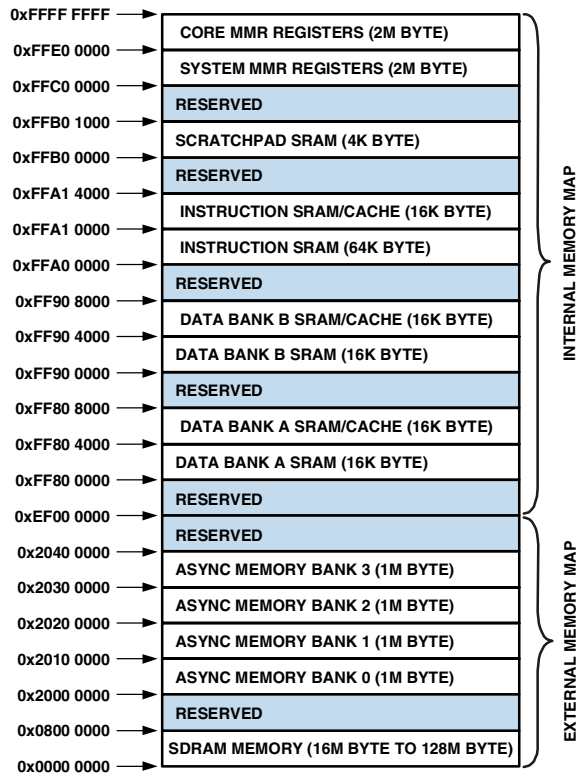 0xFFFF FFFF
CORE MMR REGISTERS (2M BYTE)
0xFFE0 0000
SYSTEM MMR REGISTERS (2M BYTE)
0xFFC0 0000
RESERVED
0xFFB0 1000
SCRATCHPAD SRAM (4K BYTE)
0xFFB0 0000
RESERVED
0xFFA1 4000
INSTRUCTION SRAM/CACHE (16K BYTE)
0xFFA1 0000
INSTRUCTION SRAM (64K BYTE)
0xFFA0 0000
RESERVED
0xFF90 8000
DATA BANK B SRAM/CACHE (16K BYTE)
0xFF90 4000
DATA BANK B SRAM (16K BYTE)
0xFF90 0000
RESERVED
0xFF80 8000
DATA BANK A SRAM/CACHE (16K BYTE)
0xFF80 4000
DATA BANK A SRAM (16K BYTE)
0xFF80 0000
RESERVED
0xEF00 0000
RESERVED
0x2040 0000
ASYNC MEMORY BANK 3 (1M BYTE)
0x2030 0000
ASYNC MEMORY BANK 2 (1M BYTE)
0x2020 0000
ASYNC MEMORY BANK 1 (1M BYTE)
0x2010 0000
ASYNC MEMORY BANK 0 (1M BYTE)
0x2000 0000
RESERVED
0x0800 0000
SDRAM MEMORY (16M BYTE TO 128M BYTE)
0x0000 0000
INTERNAL MEMORY MAP
EXTERNAL MEMORY MAP